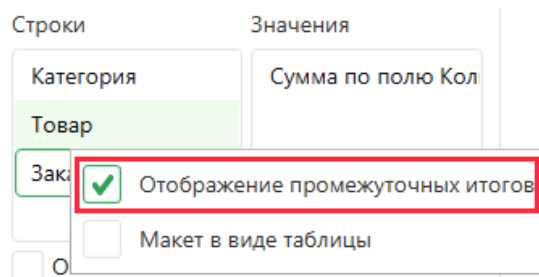 Строки Значения
Категория Сумма по полю Кол
Товар
Зака
Отображение промежуточных итогов
Макет в виде таблицы
О